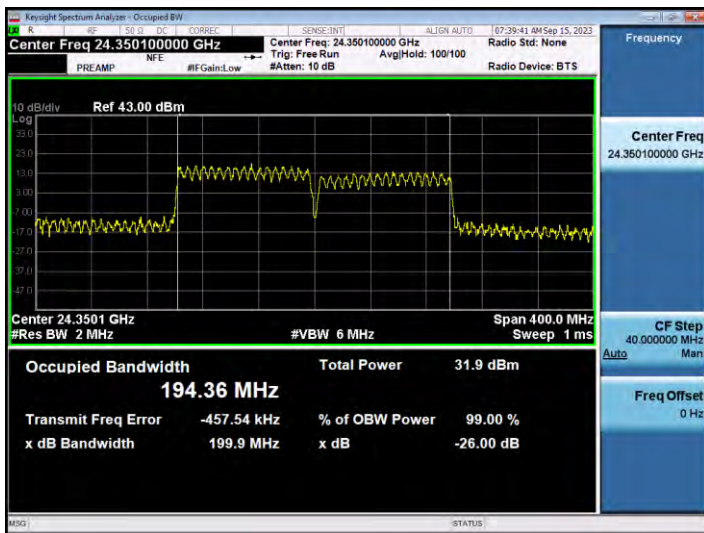 Keysight Spectrum Analyzer - Occupied BW
R RF 50 Ω DC CORREC SENSE:INT ALIGN AUTO 07:39:41 AM Sep 15, 2023
Center Freq 24.350100000 GHz
Center Freq: 24.350100000 GHz
Radio Std: None
NFE
Trig: Free Run Avg|Hold: 100/100
PREAMP #IFGain:Low #Atten: 10 dB Radio Device: BTS
10 dB/div Ref 43.00 dBm
Log
33.0
23.0
13.0
3.00
-7.00
-17.0
-27.0
-37.0
-47.0
Center 24.3501 GHz Span 400.0 MHz
#Res BW 2 MHz #VBW 6 MHz Sweep 1 ms
Occupied Bandwidth Total Power 31.9 dBm
194.36 MHz
Transmit Freq Error -457.54 kHz % of OBW Power 99.00 %
x dB Bandwidth 199.9 MHz x dB -26.00 dB
Frequency
Center Freq
24.350100000 GHz
CF Step
40.000000 MHz
Auto Man
Freq Offset
0 Hz
MSG STATUS